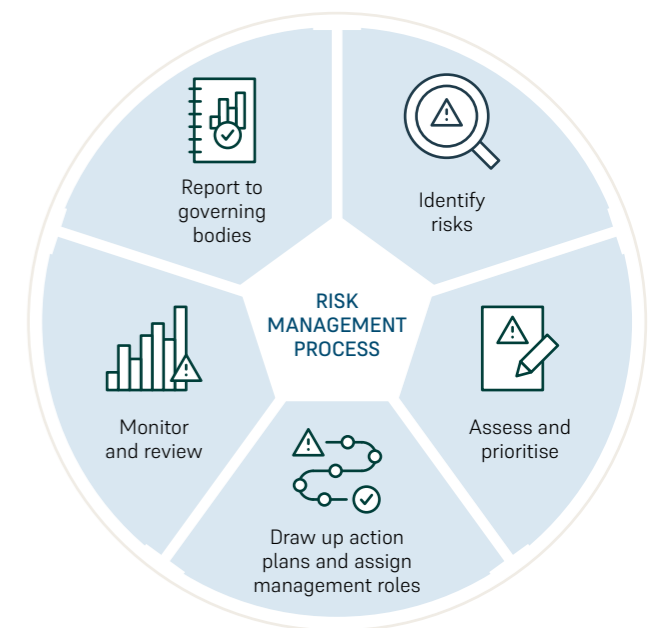 RISK
MANAGEMENT
PROCESS
Identify
risks
Assess and
prioritise
Draw up action
plans and assign
management roles
Monitor
and review
Report to
governing
bodies